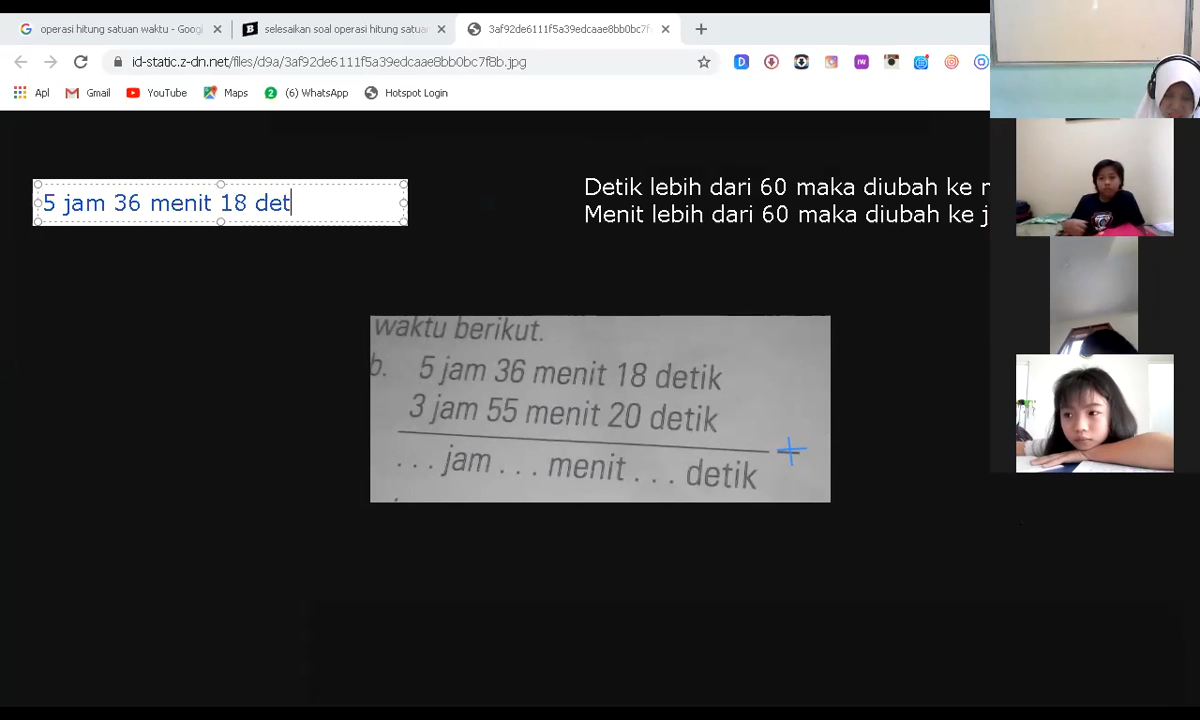 operasi hitung satuan waktu - Googl
selesaikan soal operasi hitung satuan
3af92de6111f5a39edcaae8bb0bc7f
id-static.z-dn.net/files/d9a/3af92de6111f5a39edcaae8bb0bc7f8b.jpg
Apl
Gmail
YouTube
Maps
(6) WhatsApp
Hotspot Login
5 jam 36 menit 18 det
Detik lebih dari 60 maka diubah ke
Menit lebih dari 60 maka diubah ke j
waktu berikut.
b. 5 jam 36 menit 18 detik
3 jam 55 menit 20 detik
+
. . . jam . . . menit . . . detik